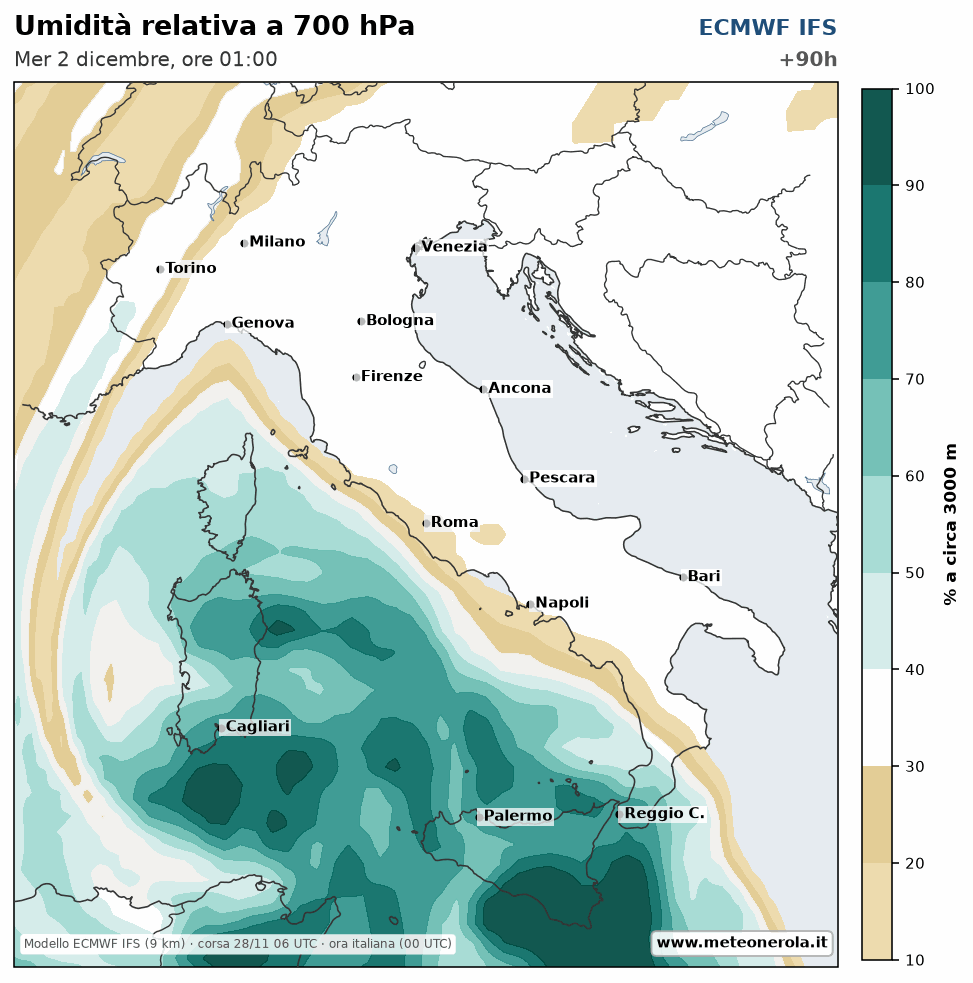 Umidità relativa a 700 hPa
ECMWF IFS
Mer 2 dicembre, ore 01:00
+90h
100
90
80
70
60
50
40
30
20
10
% a circa 3000 m
Milano
Venezia
Torino
Genova
Bologna
Firenze
Ancona
Pescara
Roma
Bari
Napoli
Cagliari
Palermo
Reggio C.
Modello ECMWF IFS (9 km) · corsa 28/11 06 UTC · ora italiana (00 UTC)
www.meteonerola.it